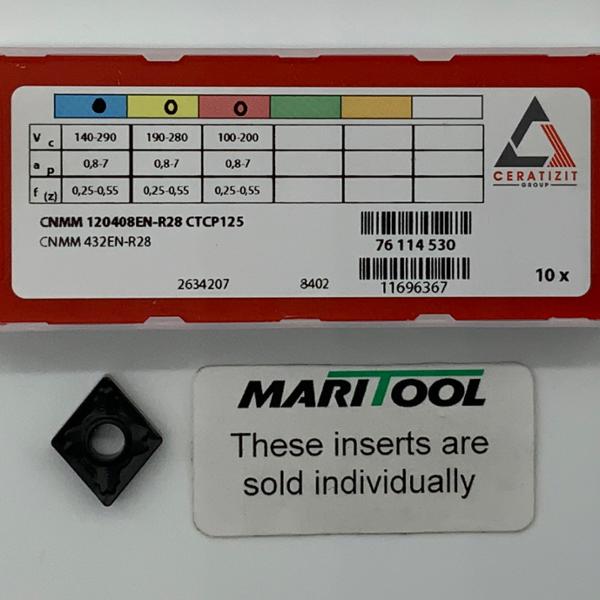 V c 140-290 190-280 100-200
a p 0,8-7 0,8-7 0,8-7
f (z) 0,25-0,55 0,25-0,55 0,25-0,55
CERATIZIT
GROUP
CNMM 120408EN-R28 CTCP125
CNMM 432EN-R28
76 114 530
2634207 8402 11696367 10 x
MARITOOL
These inserts are
sold individually